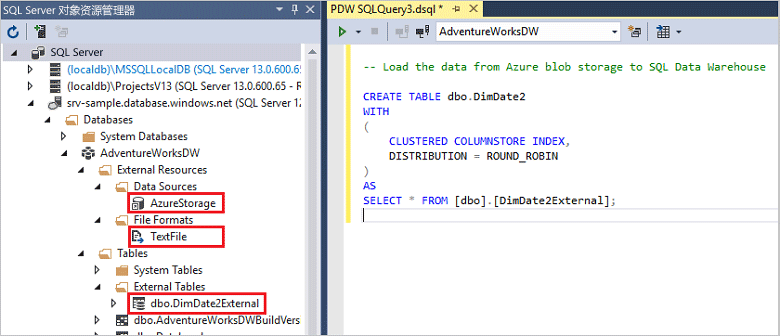 SQL Server 对象资源管理器
SQL Server
(localdb)\MSSQLLocalDB (SQL Server 13.0.600.65
(localdb)\ProjectsV13 (SQL Server 13.0.600.65 - R
srv-sample.database.windows.net (SQL Server 12
Databases
System Databases
AdventureWorksDW
External Resources
Data Sources
AzureStorage
File Formats
TextFile
Tables
System Tables
External Tables
dbo.DimDate2External
dbo.AdventureWorksDWBuildVers
PDW SQLQuery3.dsql *
AdventureWorksDW
-- Load the data from Azure blob storage to SQL Data Warehouse
CREATE TABLE dbo.DimDate2
WITH
(
CLUSTERED COLUMNSTORE INDEX,
DISTRIBUTION = ROUND_ROBIN
)
AS
SELECT * FROM [dbo].[DimDate2External];